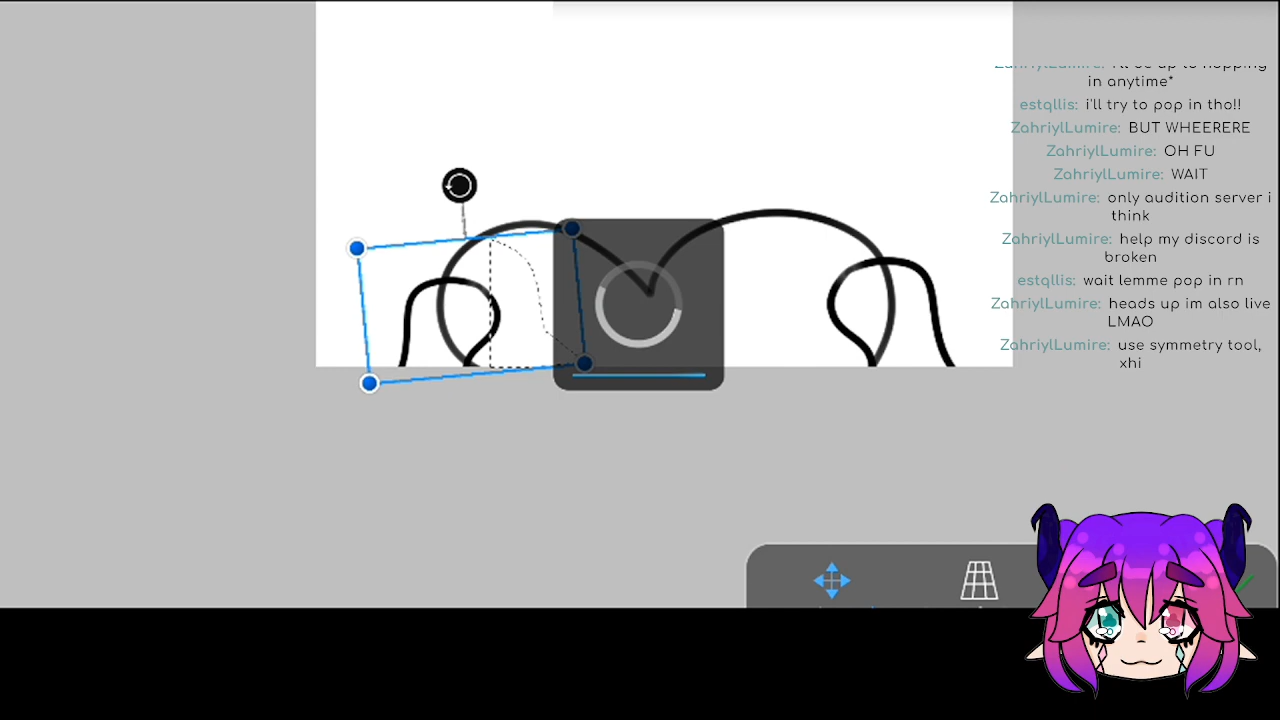 in anytime*
estqllis: i'll try to pop in tho!!
ZahriylLumire: BUT WHEERERE
ZahriylLumire: OH FU
ZahriylLumire: WAIT
ZahriylLumire: only audition server i
think
ZahriylLumire: help my discord is
broken
estqllis: wait lemme pop in rn
ZahriylLumire: heads up im also live
LMAO
ZahriylLumire: use symmetry tool,
xhi